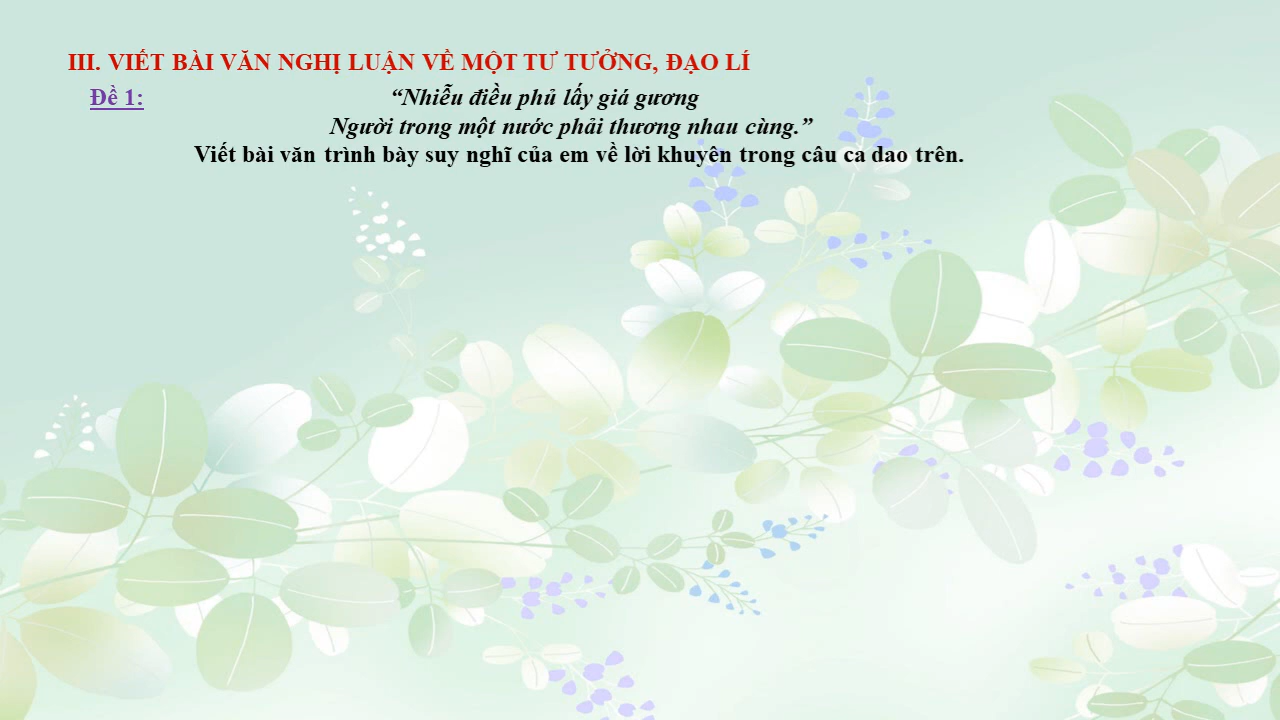 III. VIẾT BÀI VĂN NGHỊ LUẬN VỀ MỘT TƯ TƯỞNG, ĐẠO LÍ
Đề 1: “Nhiễu điều phủ lấy giá gương
Người trong một nước phải thương nhau cùng.”
Viết bài văn trình bày suy nghĩ của em về lời khuyên trong câu ca dao trên.